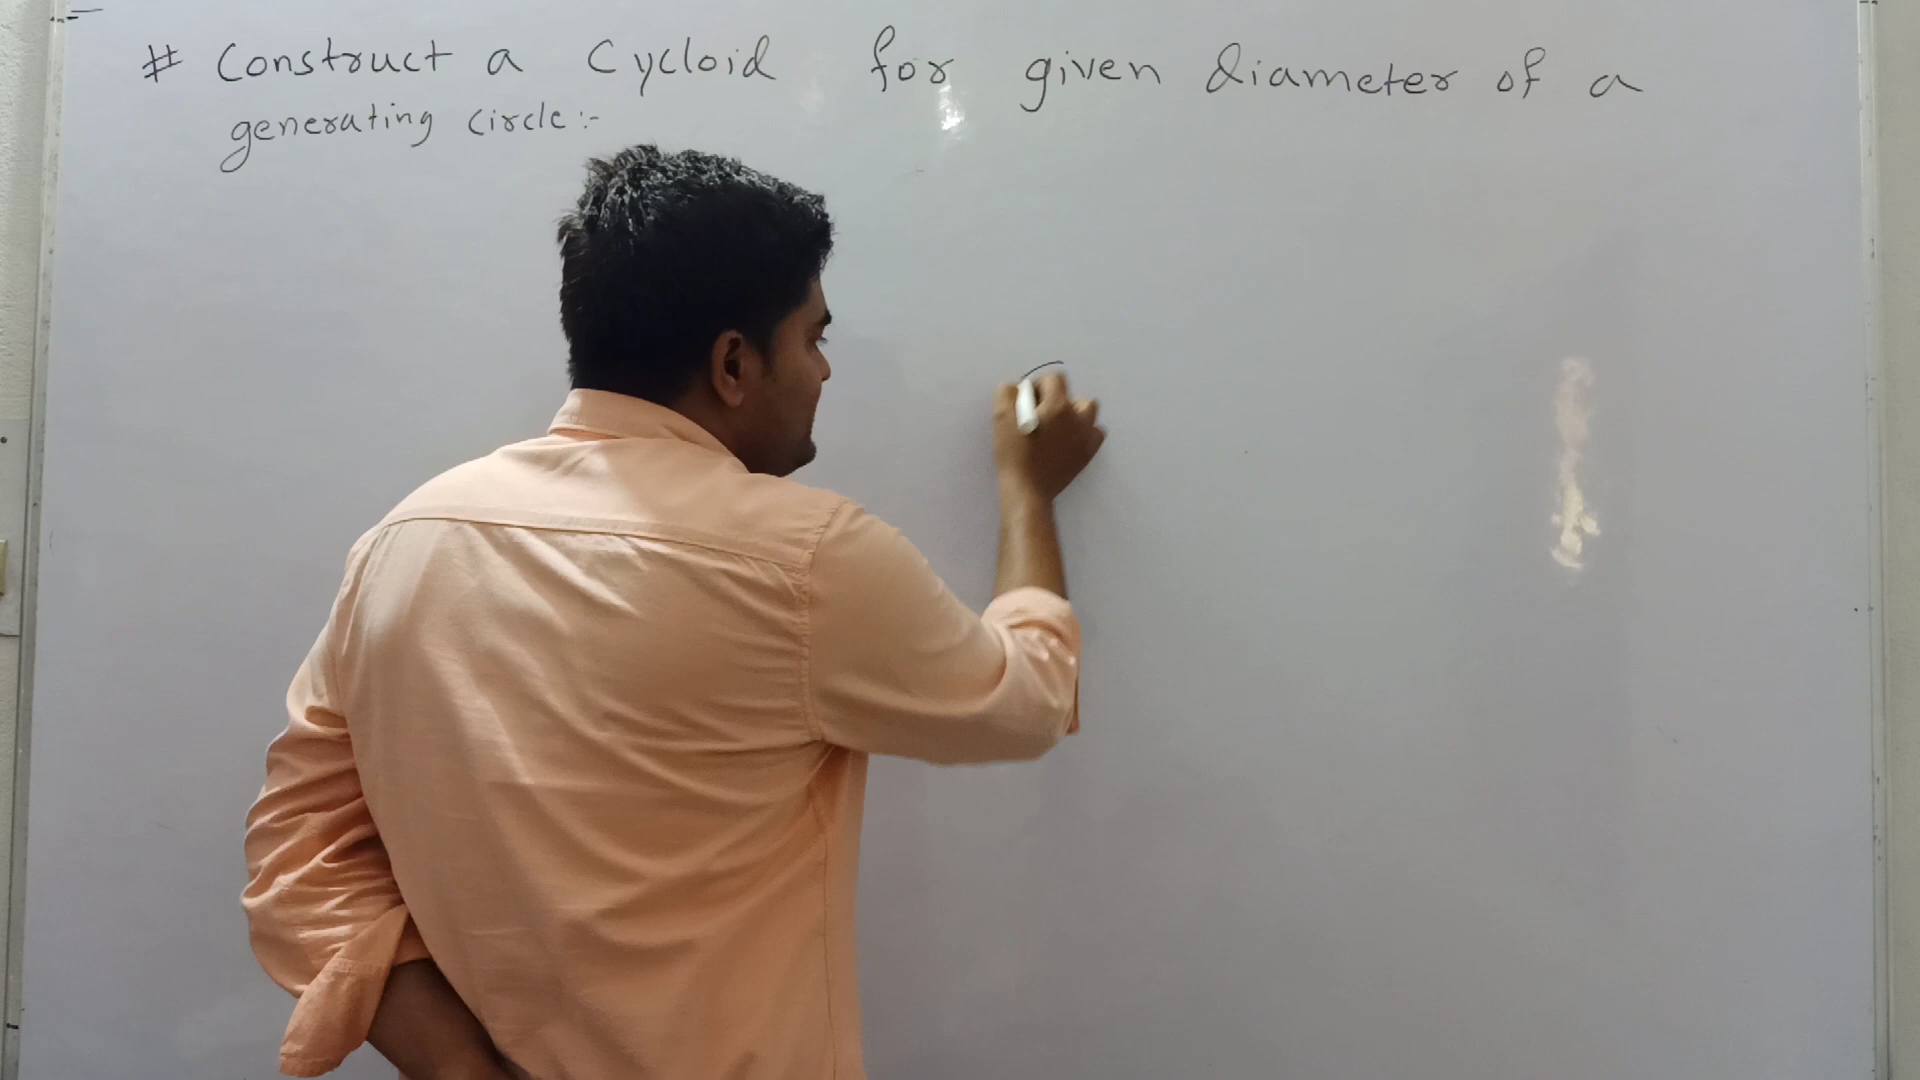 # Construct a Cycloid for given diameter of a
generating circle:-